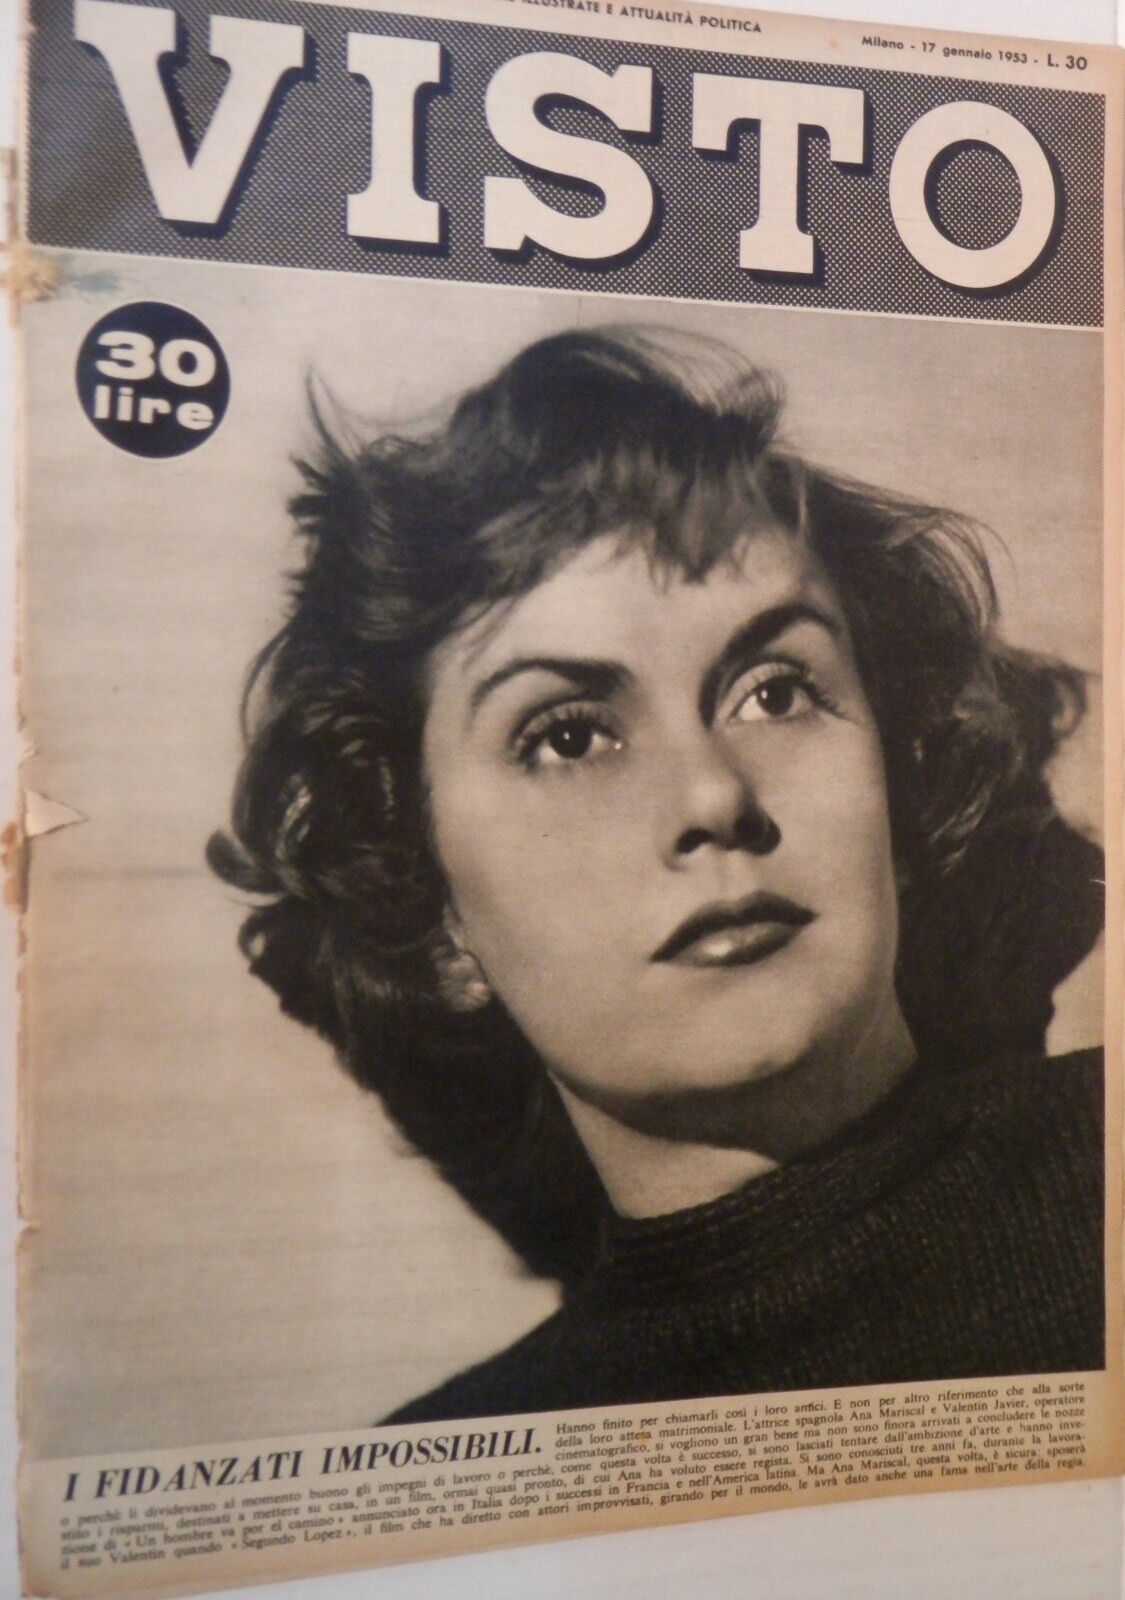 ILLUSTRATE E ATTUALITÀ POLITICA
Milano - 17 gennaio 1953 - L. 30
VISTO
30
lire
I FIDANZATI IMPOSSIBILI.
Hanno finito per chiamarli così i loro amici. E non per altro riferimento che alla sorte
della loro attesa matrimoniale. L'attrice spagnola Ana Mariscal e Valentin Javier, operatore
cinematografico, si vogliono un gran bene ma non sono finora arrivati a concludere le nozze
o perchè li dividevano al momento buono gli impegni di lavoro o perchè, come questa volta è successo, si sono lasciati tentare dall'ambizione d'arte e hanno inve-
stito i risparmi, destinati a mettere su casa, in un film, ormai quasi pronto, di cui Ana ha voluto essere regista. Si sono conosciuti tre anni fa, durante la lavora-
zione di « Un hombre va por el camino » annunciato ora in Italia dopo i successi in Francia e nell'America latina. Ma Ana Mariscal, questa volta, è sicura: sposerà
il suo Valentin quando « Segundo Lopez », il film che ha diretto con attori improvvisati, girando per il mondo, le avrà dato anche una fama nell'arte della regia.